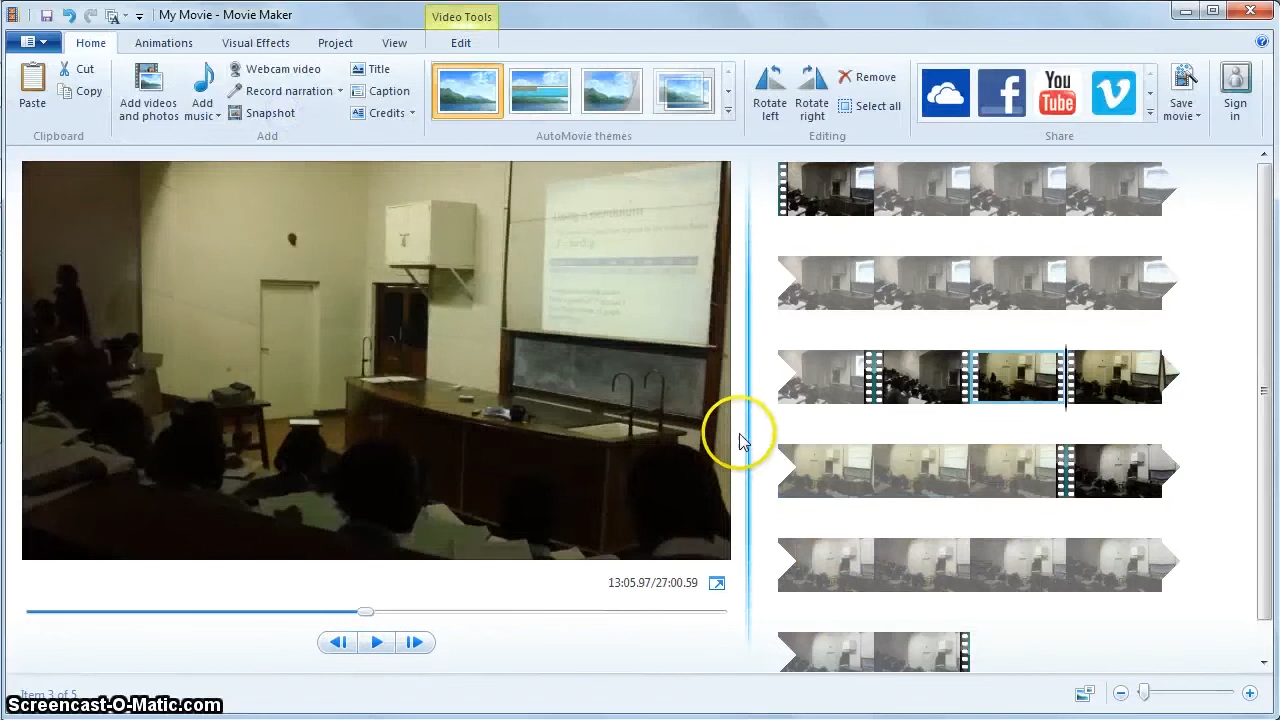 My Movie - Movie Maker
Video Tools
Home
Animations
Visual Effects
Project
View
Edit
Paste
Cut
Copy
Clipboard
Add videos
and photos
Add
music
Webcam video
Record narration
Snapshot
Title
Caption
Credits
Add
AutoMovie themes
Rotate
left
Rotate
right
Remove
Select all
Editing
f
You
Tube
v
Share
Save
movie
Sign
in
13:05.97/27:00.59
Item 3 of 5
Screencast-O-Matic.com